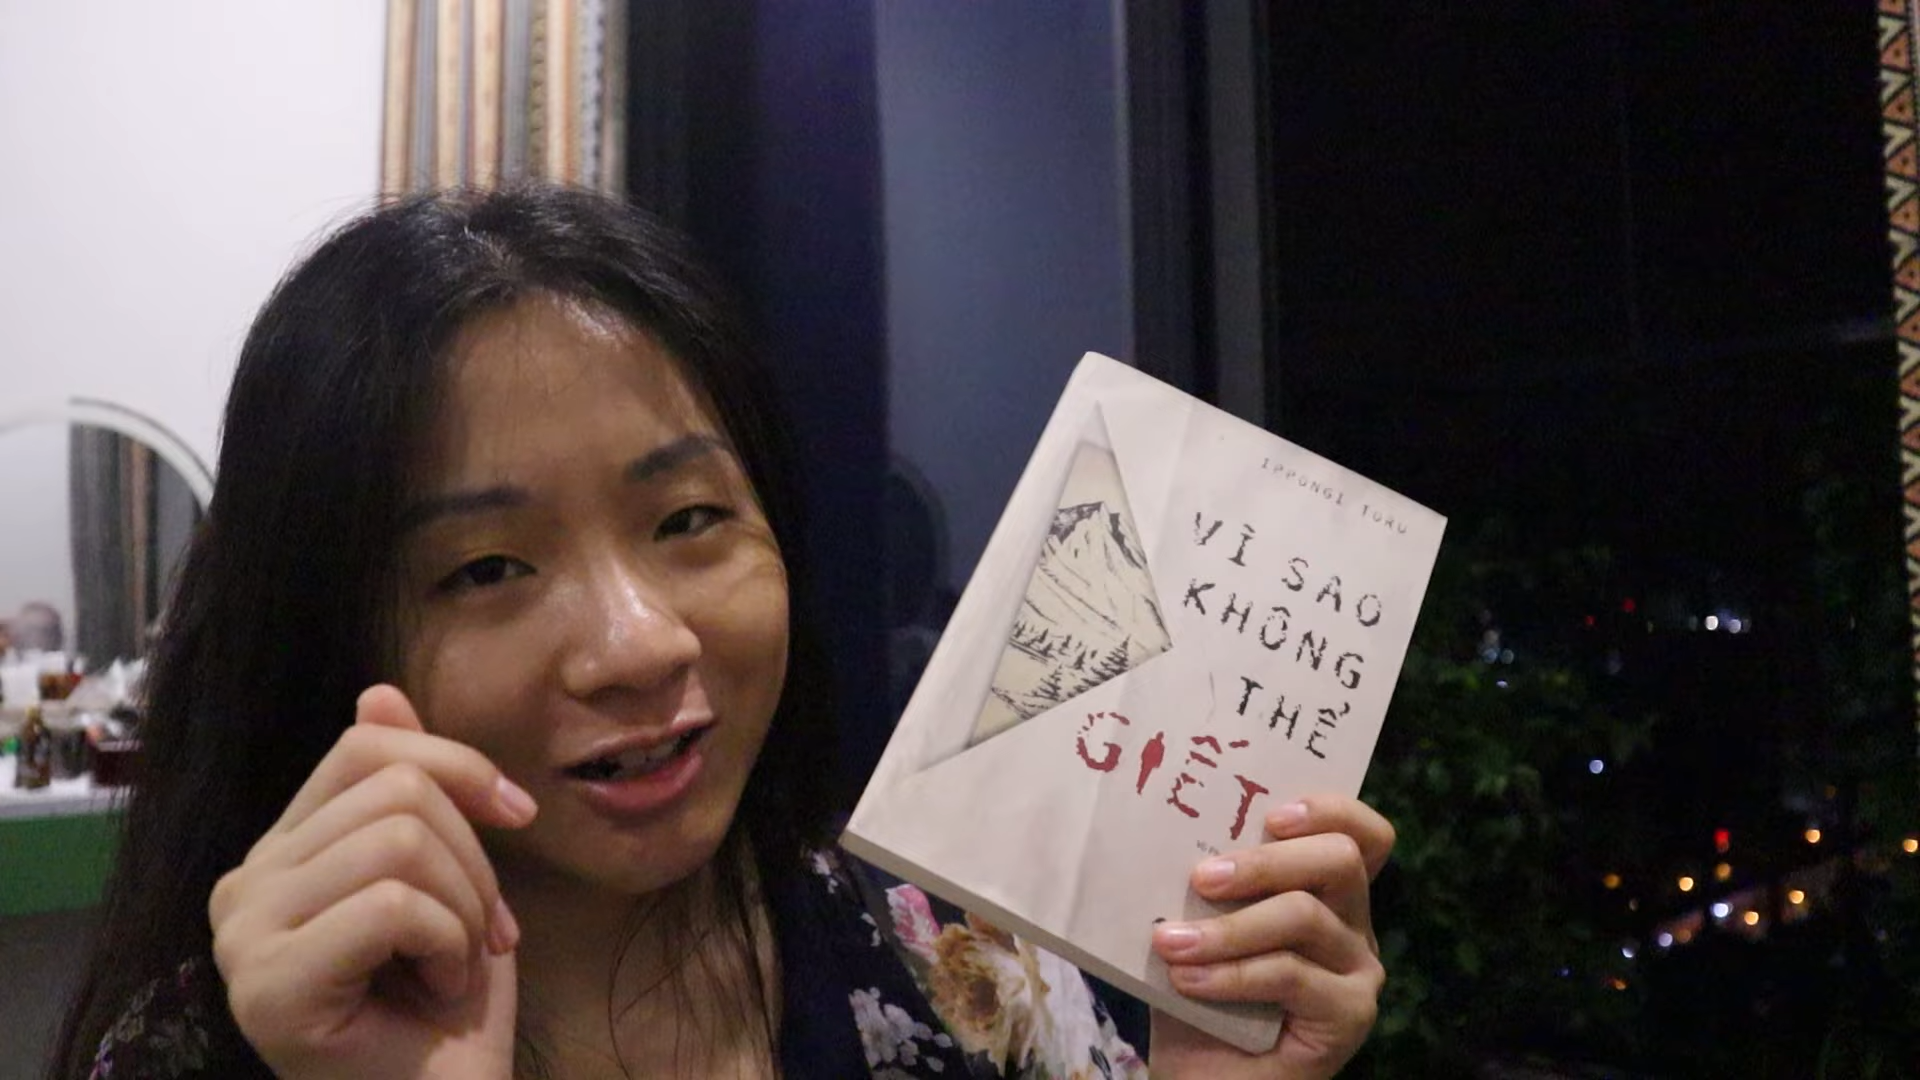 IPPONGI TORU
VÌ SAO
KHÔNG
THỂ
GIẾT